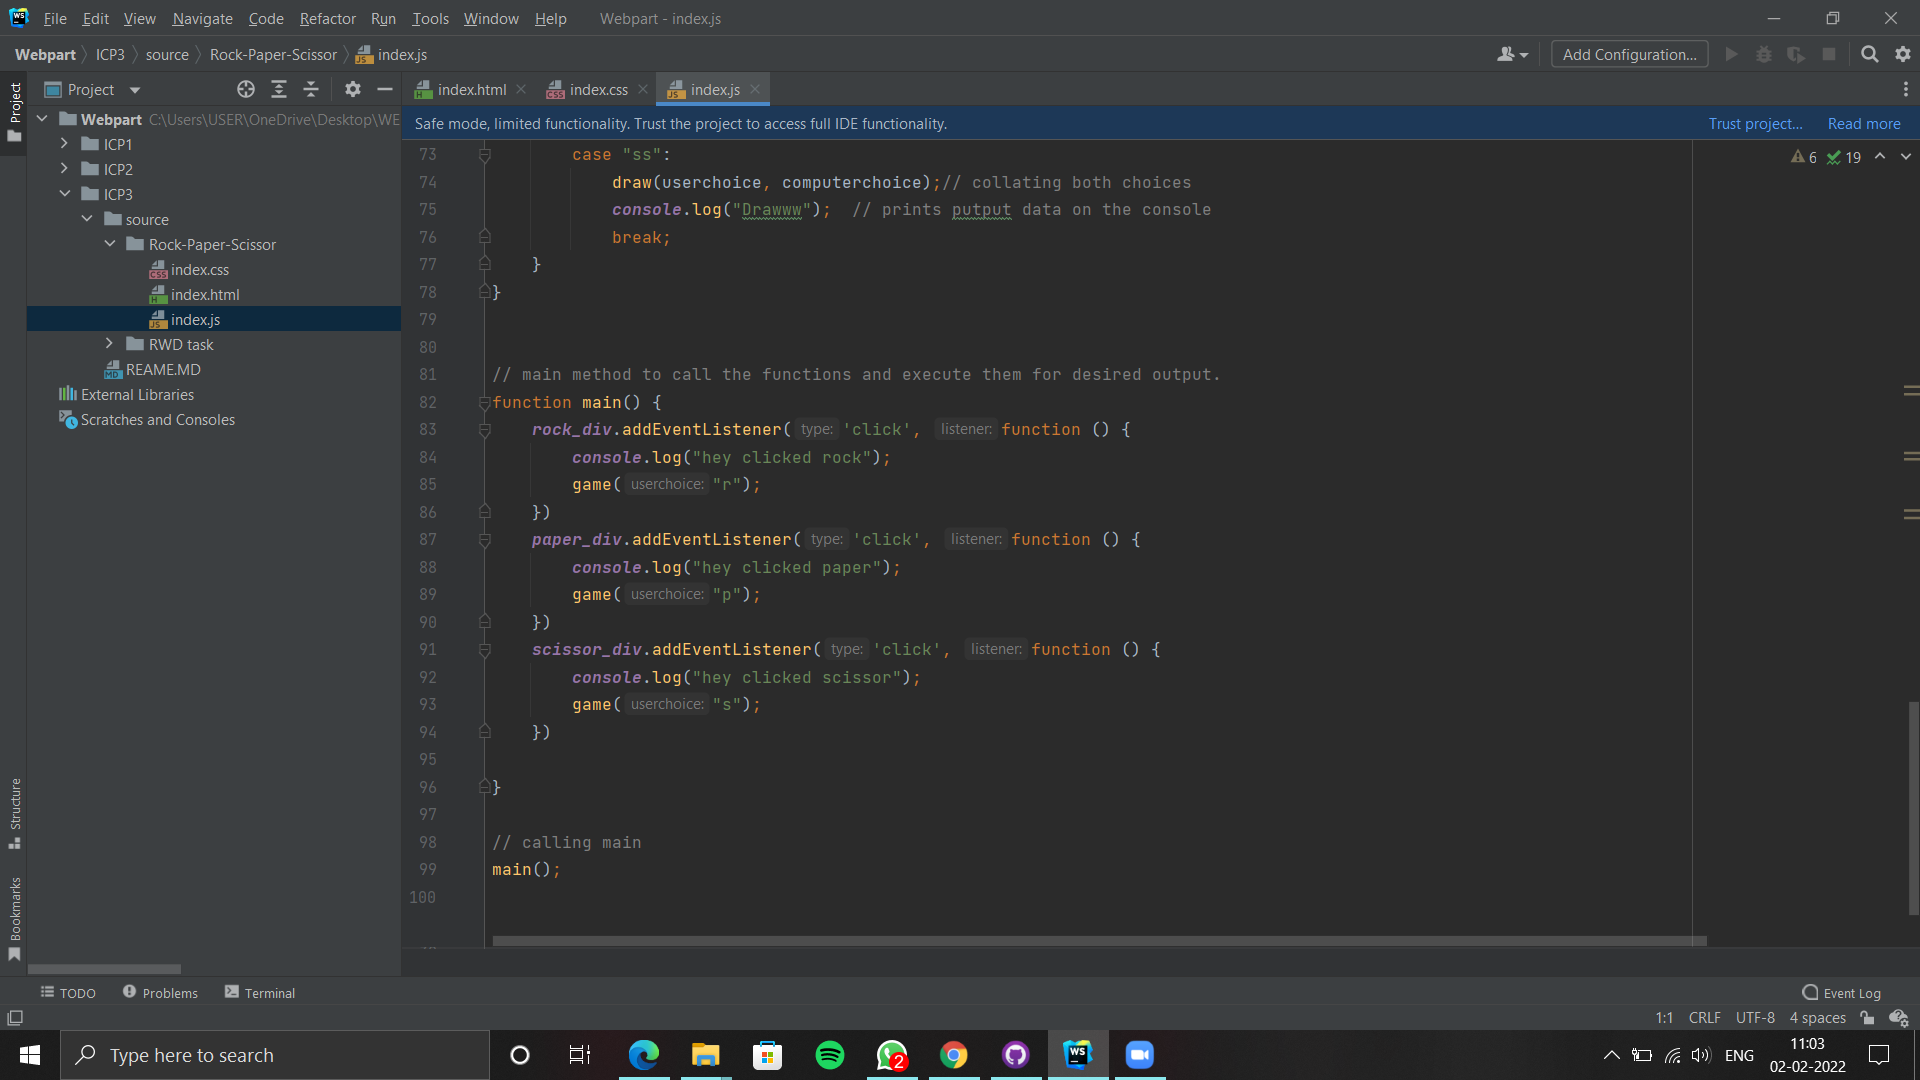 WS File Edit View Navigate Code Refactor Run Tools Window Help Webpart - index.js
Webpart ICP3 source Rock-Paper-Scissor index.js Add Configuration...
Project index.html index.css index.js
Project
Webpart C:\Users\USER\OneDrive\Desktop\WE
Safe mode, limited functionality. Trust the project to access full IDE functionality. Trust project... Read more
ICP1
ICP2
ICP3
source
Rock-Paper-Scissor
index.css
index.html
index.js
RWD task
REAME.MD
External Libraries
Scratches and Consoles
6 19
73 case "ss":
74 draw(userchoice, computerchoice);// collating both choices
75 console.log("Drawww"); // prints putput data on the console
76 break;
77 }
78 }
79
80
81 // main method to call the functions and execute them for desired output.
82 function main() {
83 rock_div.addEventListener( type: 'click', listener: function () {
84 console.log("hey clicked rock");
85 game( userchoice: "r");
86 })
87 paper_div.addEventListener( type: 'click', listener: function () {
88 console.log("hey clicked paper");
89 game( userchoice: "p");
90 })
91 scissor_div.addEventListener( type: 'click', listener: function () {
92 console.log("hey clicked scissor");
93 game( userchoice: "s");
94 })
95
96 }
97
98 // calling main
99 main();
100
Structure
Bookmarks
TODO Problems Terminal Event Log
1:1 CRLF UTF-8 4 spaces
Type here to search 2 WS ENG 11:03
02-02-2022